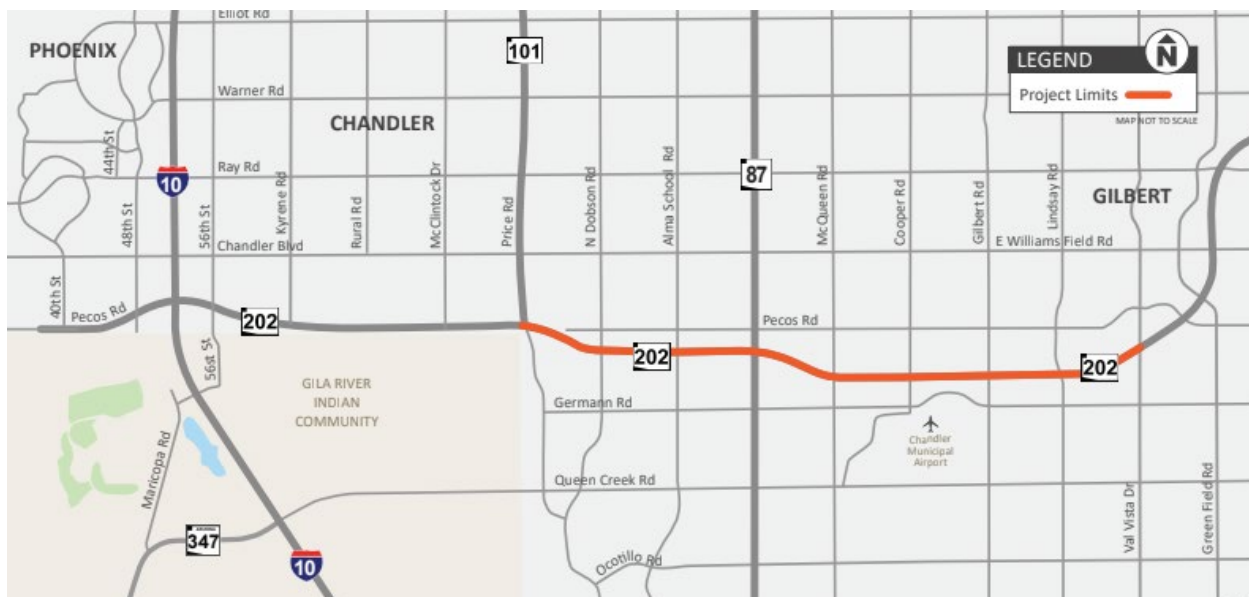 Elliot Rd
PHOENIX
101
LEGEND
N
Project Limits
MAP NOT TO SCALE
Warner Rd
CHANDLER
44th St
Ray Rd
10
87
48th St
56th St
Kyrene Rd
Rural Rd
McClintock Dr
Price Rd
N Dobson Rd
Alma School Rd
McQueen Rd
Cooper Rd
Gilbert Rd
Lindsay Rd
GILBERT
Chandler Blvd
E Williams Field Rd
40th St
Pecos Rd
202
Pecos Rd
202
202
56st St
GILA RIVER
INDIAN
COMMUNITY
Germann Rd
Chandler
Municipal
Airport
Maricopa Rd
Queen Creek Rd
Val Vista Dr
Green Field Rd
347
10
Ocotillo Rd